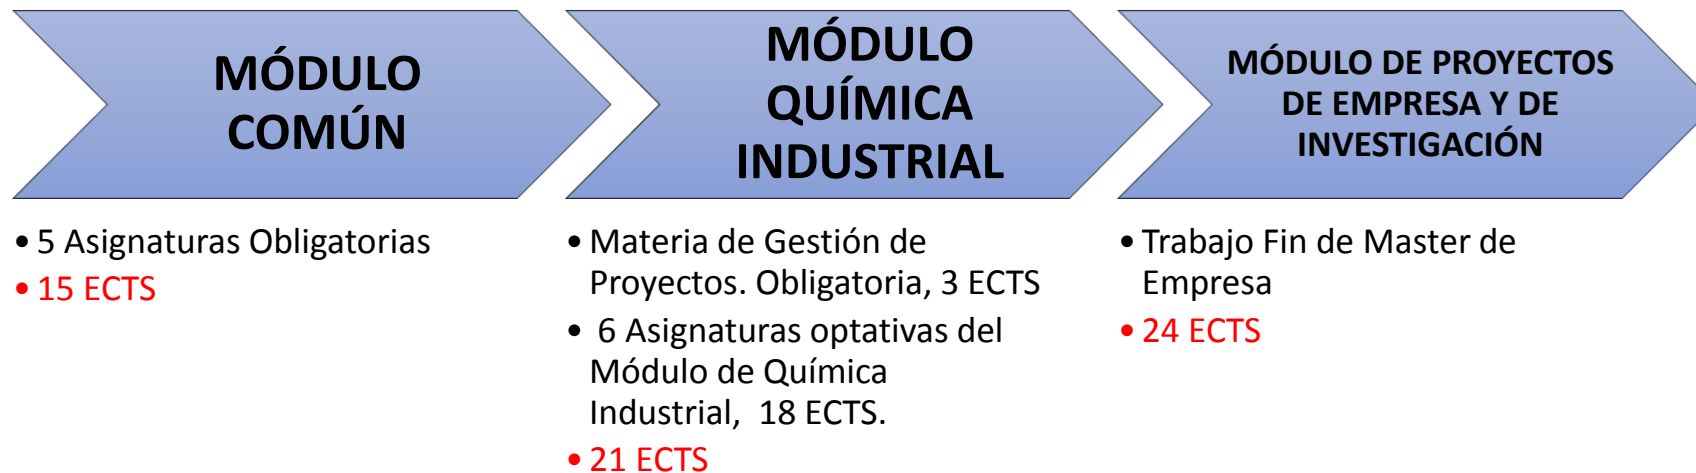 MÓDULO
COMÚN
• 5 Asignaturas Obligatorias
• 15 ECTS
MÓDULO
QUÍMICA
INDUSTRIAL
• Materia de Gestión de
Proyectos. Obligatoria, 3 ECTS
• 6 Asignaturas optativas del
Módulo de Química
Industrial, 18 ECTS.
• 21 ECTS
MÓDULO DE PROYECTOS
DE EMPRESA Y DE
INVESTIGACIÓN
• Trabajo Fin de Master de
Empresa
• 24 ECTS